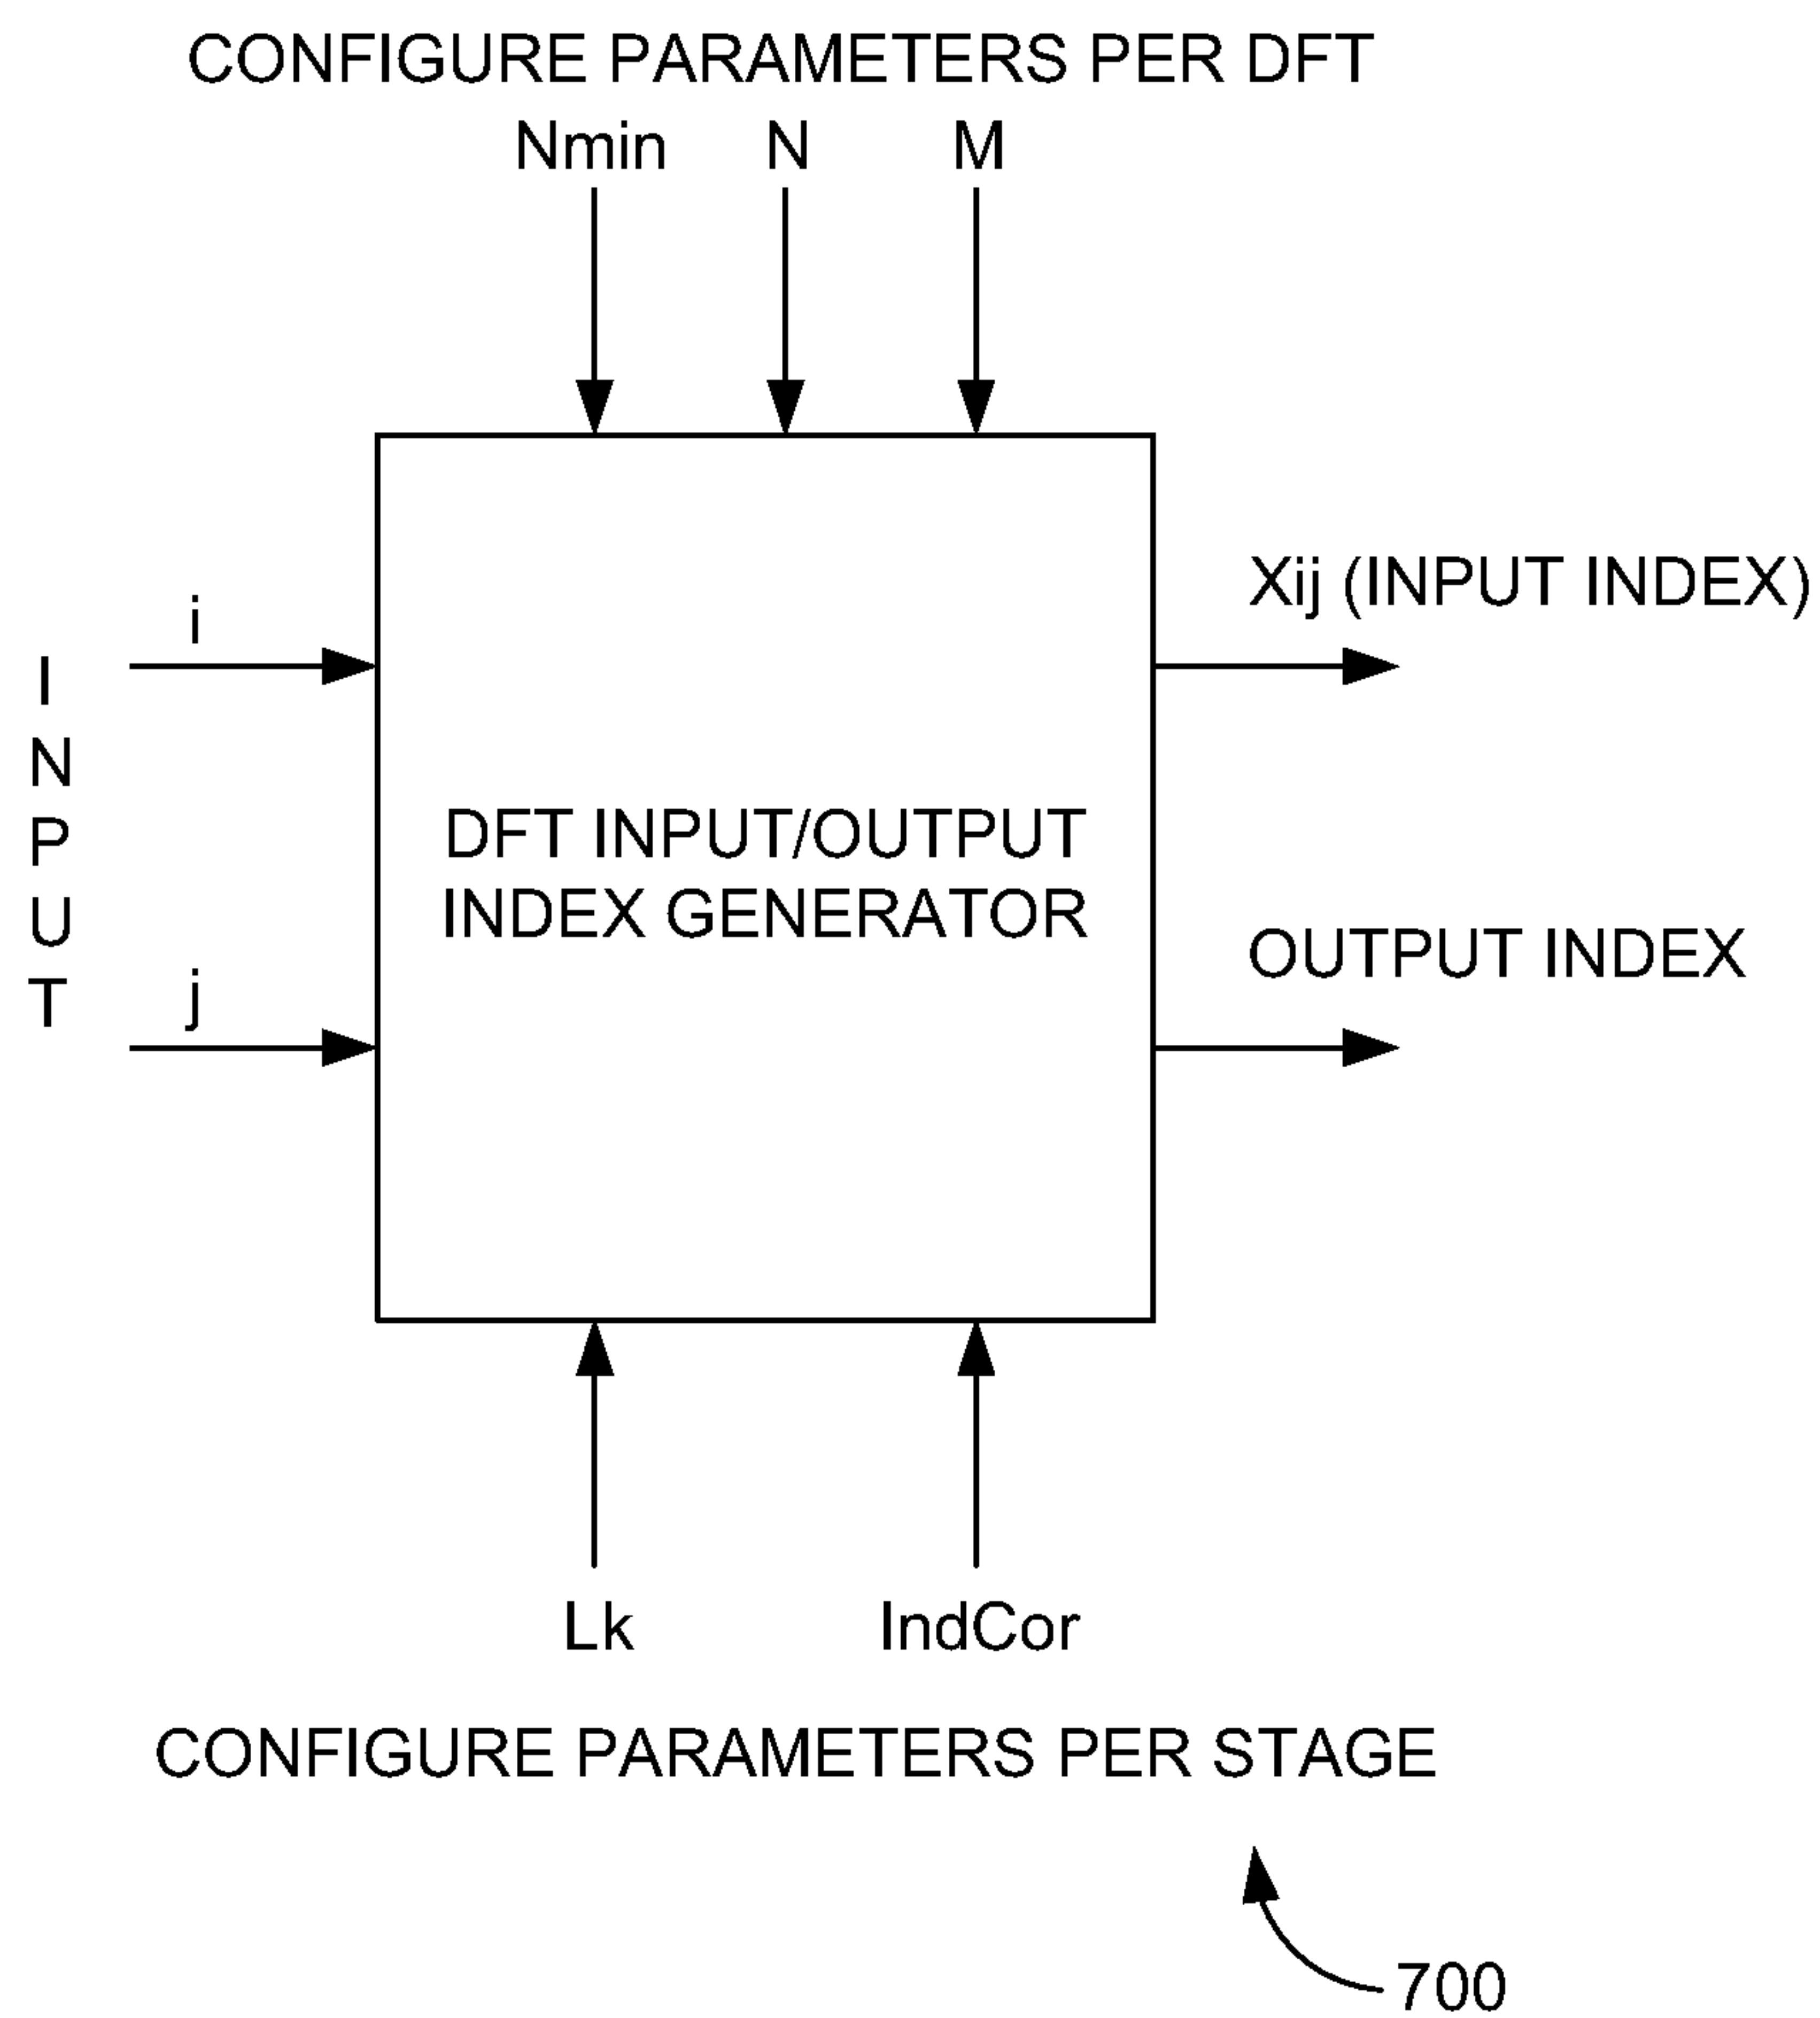 CONFIGURE PARAMETERS PER DFT
Nmin N M
i
Xij (INPUT INDEX)
INPUT
DFT INPUT/OUTPUT
INDEX GENERATOR
j
OUTPUT INDEX
Lk IndCor
CONFIGURE PARAMETERS PER STAGE
700